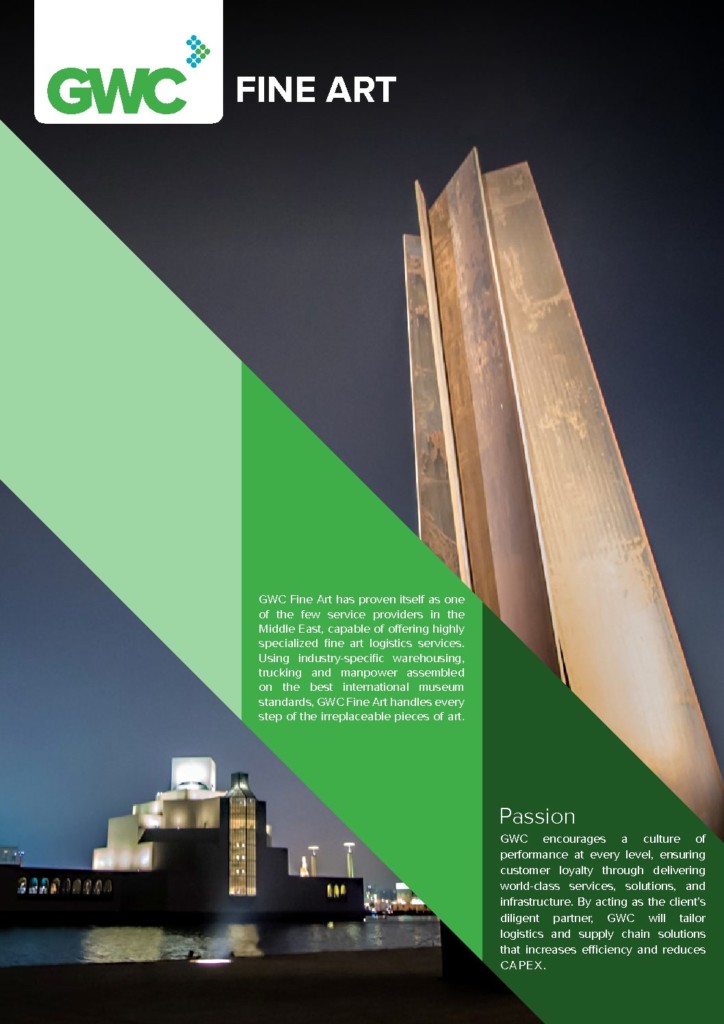 GWC
FINE ART
GWC Fine Art has proven itself as one
of the few service providers in the
Middle East, capable of offering highly
specialized fine art logistics services.
Using industry-specific warehousing,
trucking and manpower assembled
on the best international museum
standards, GWC Fine Art handles every
step of the irreplaceable pieces of art.
Passion
GWC encourages a culture of
performance at every level, ensuring
customer loyalty through delivering
world-class services, solutions, and
infrastructure. By acting as the client's
diligent partner, GWC will tailor
logistics and supply chain solutions
that increases efficiency and reduces
CAPEX.